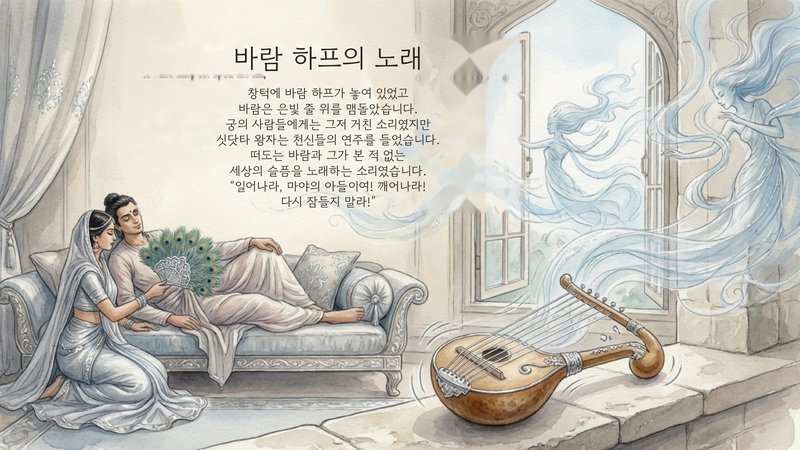 바람 하프의 노래
창턱에 바람 하프가 놓여 있었고
바람은 은빛 줄 위를 맴돌았습니다.
궁의 사람들에게는 그저 거친 소리였지만
싯닷타 왕자는 천신들의 연주를 들었습니다.
떠도는 바람과 그가 본 적 없는
세상의 슬픔을 노래하는 소리였습니다.
“일어나라, 마야의 아들이여! 깨어나라!
다시 잠들지 말라!”